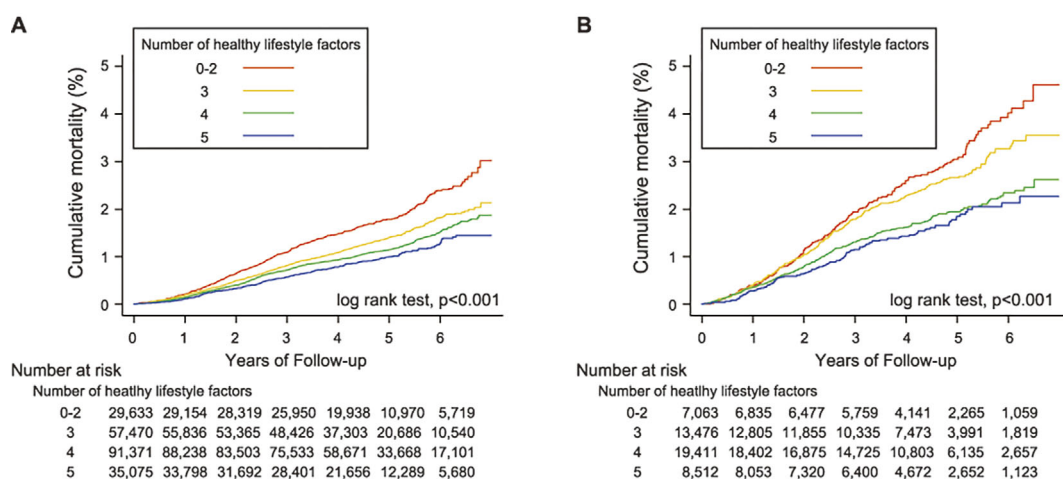 A
Number of healthy lifestyle factors
0-2
3
4
5
Cumulative mortality (%)
5
4
3
2
1
0
log rank test, p<0.001
0 1 2 3 4 5 6
Years of Follow-up
Number at risk
Number of heatlhy lifestyle factors
0-2 29,633 29,154 28,319 25,950 19,938 10,970 5,719
3 57,470 55,836 53,365 48,426 37,303 20,686 10,540
4 91,371 88,238 83,503 75,533 58,671 33,668 17,101
5 35,075 33,798 31,692 28,401 21,656 12,289 5,680
B
Number of healthy lifestyle factors
0-2
3
4
5
Cumulative mortality (%)
5
4
3
2
1
0
log rank test, p<0.001
0 1 2 3 4 5 6
Years of Follow-up
Number at risk
Number of heatlhy lifestyle factors
0-2 7,063 6,835 6,477 5,759 4,141 2,265 1,059
3 13,476 12,805 11,855 10,335 7,473 3,991 1,819
4 19,411 18,402 16,875 14,725 10,803 6,135 2,657
5 8,512 8,053 7,320 6,400 4,672 2,652 1,123